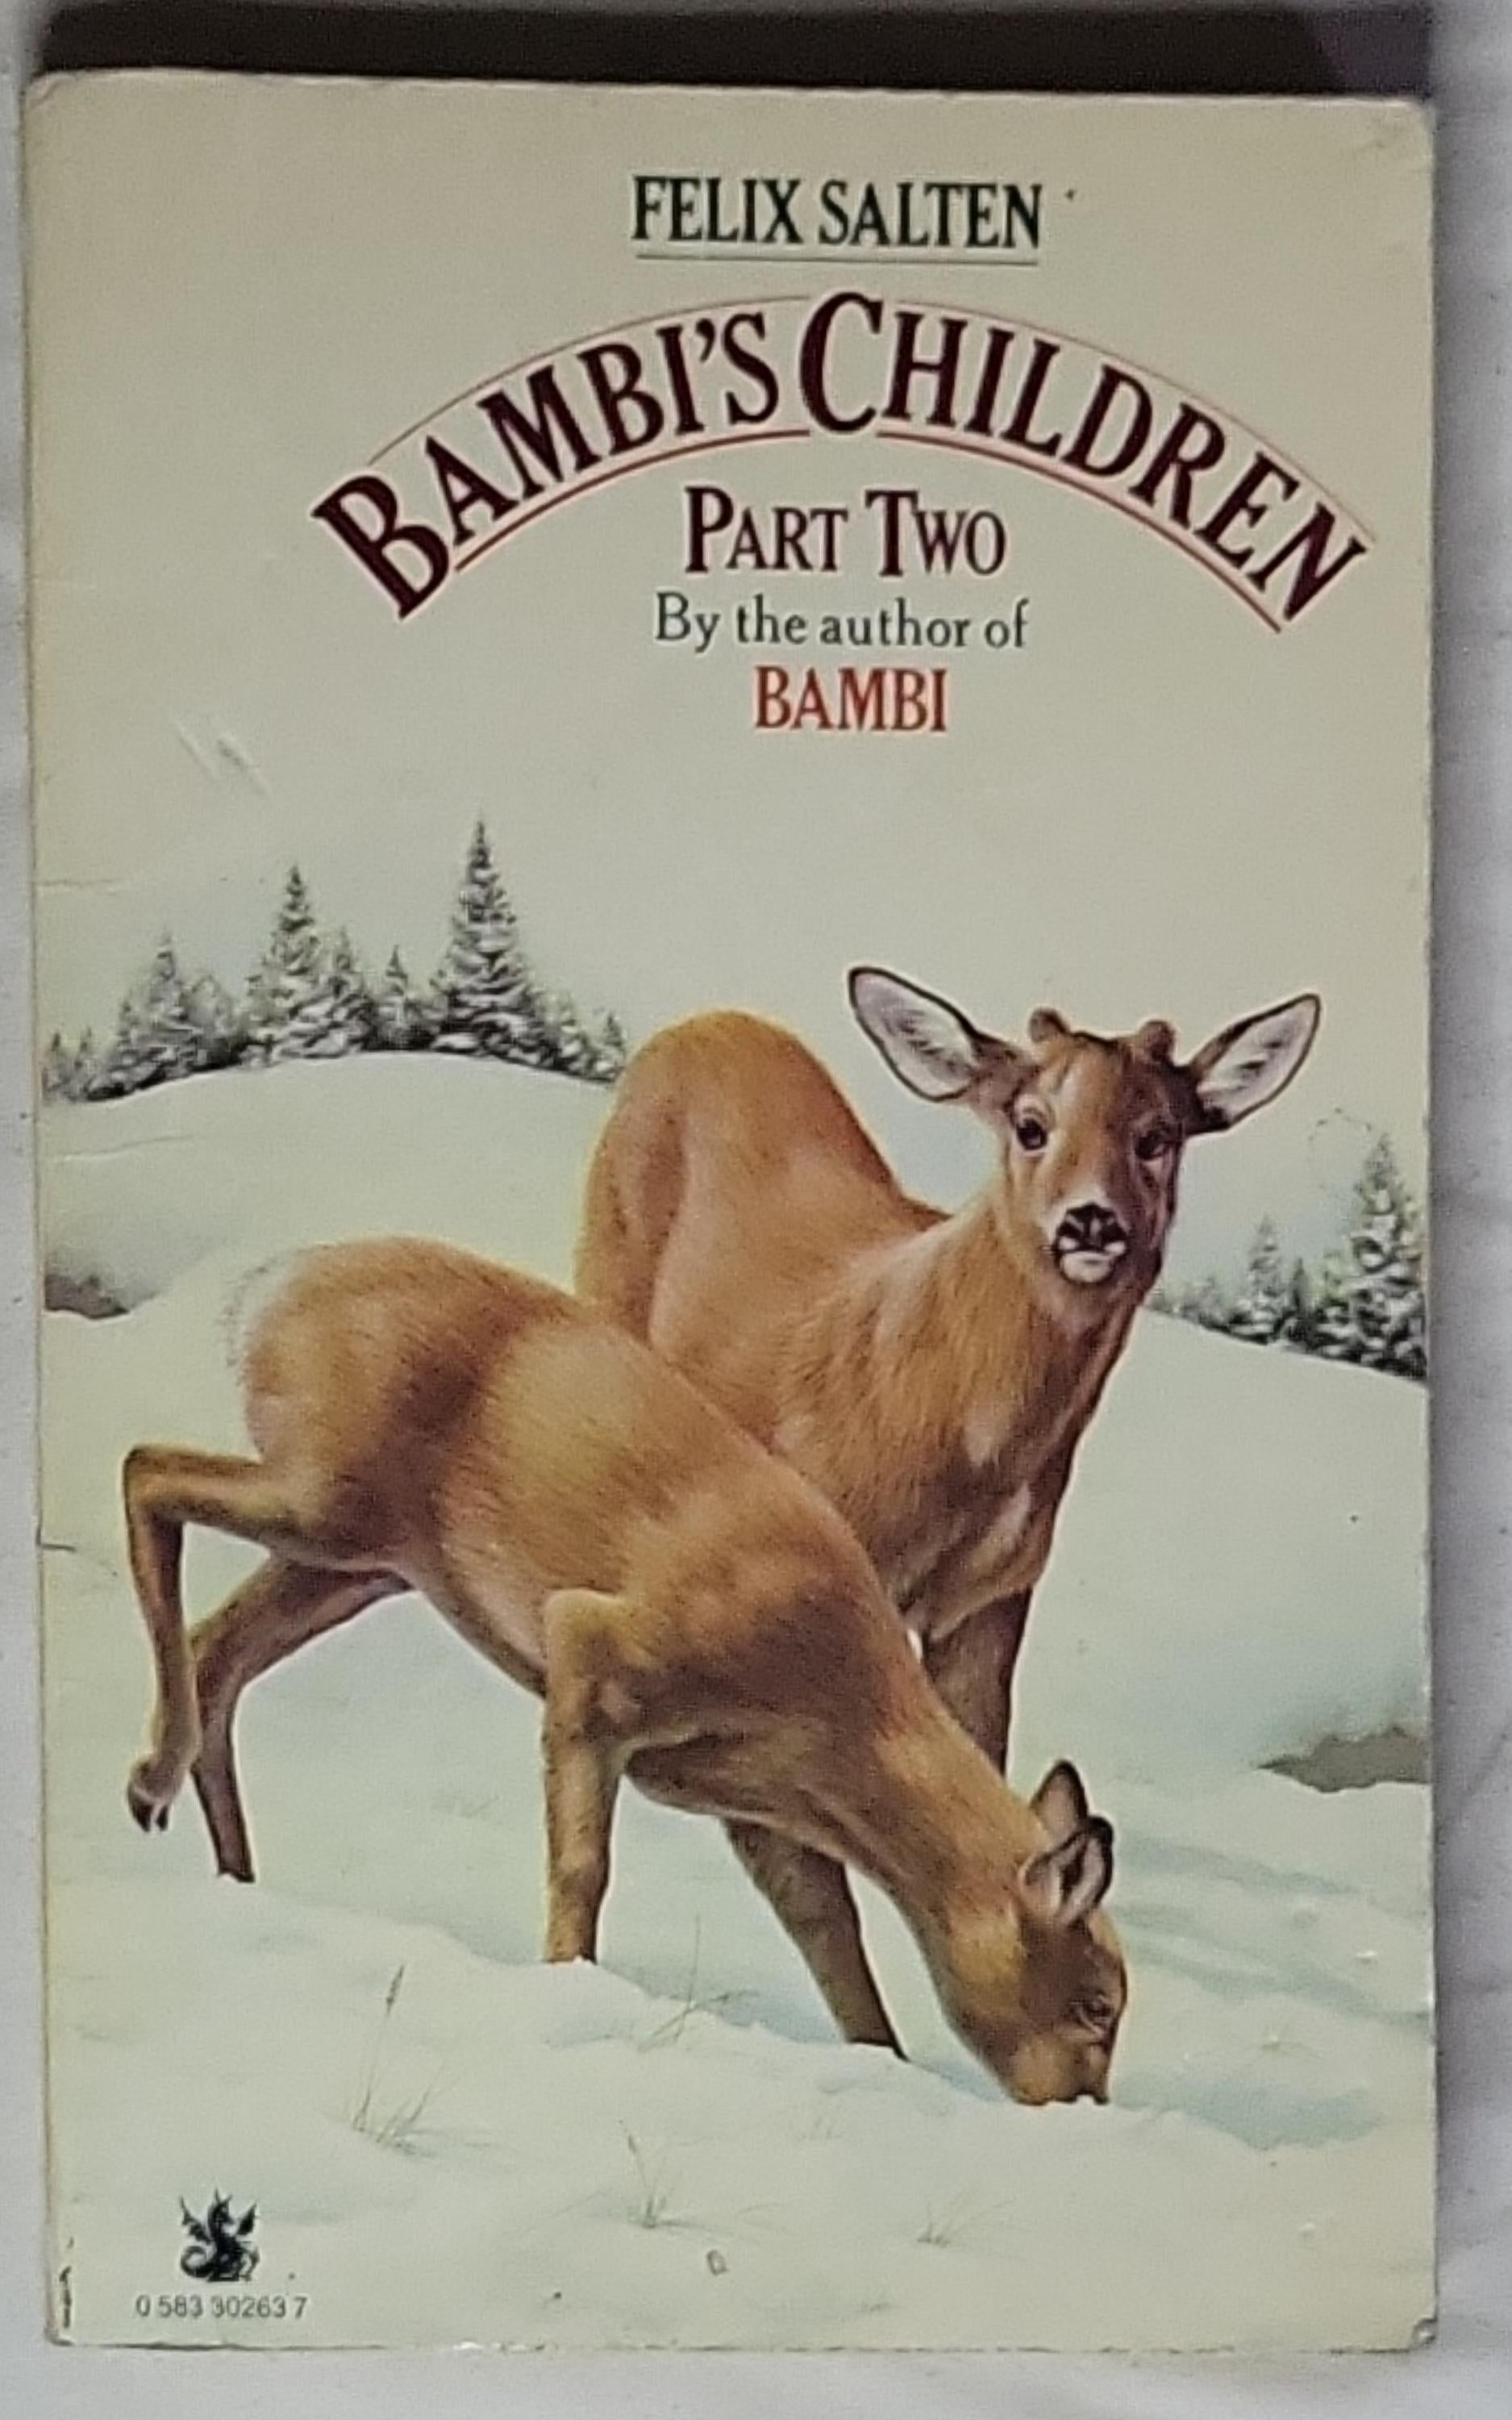 FELIX SALTEN
BAMBI'S CHILDREN
PART TWO
By the author of
BAMBI
0 583 30263 7